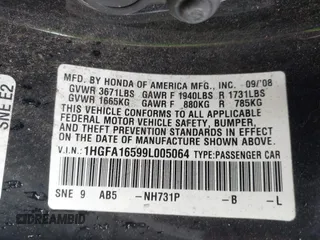 SNE E2
MFD. BY HONDA OF AMERICA MFG., INC. 09/'08
GVWR 3671LBS GAWR F 1940LBS R 1731LBS
GVWR 1665KG GAWR F 880KG R 785KG
THIS VEHICLE CONFORMS TO ALL APPLICABLE
FEDERAL MOTOR VEHICLE SAFETY, BUMPER,
AND THEFT PREVENTION STANDARDS IN EFFECT
ON THE DATE OF MANUFACTURE SHOWN ABOVE.
V.I.N.: 1HGFA16599L005064 TYPE:PASSENGER CAR
SNE 9 AB5 -NH731P -B -L
CREAMBID